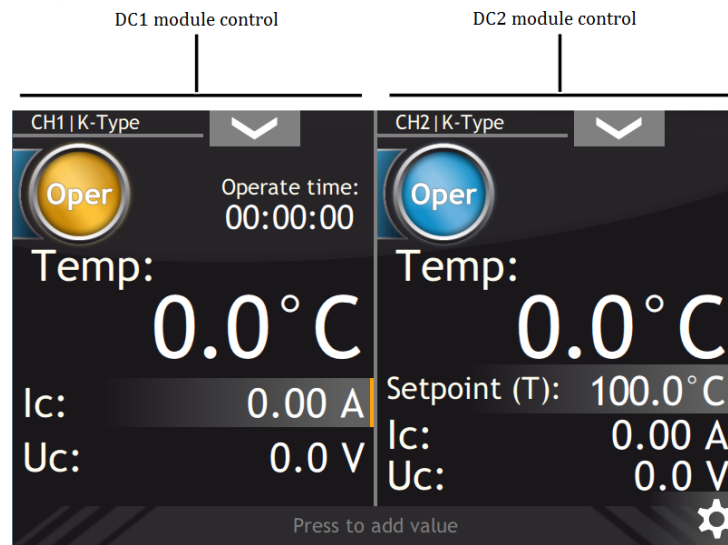 DC1 module control
DC2 module control
CH1|K-Type
Oper
Operate time:
00:00:00
Temp:
0.0°C
Ic: 0.00 A
Uc: 0.0 V
CH2|K-Type
Oper
Temp:
0.0°C
Setpoint (T): 100.0°C
Ic: 0.00 A
Uc: 0.0 V
Press to add value